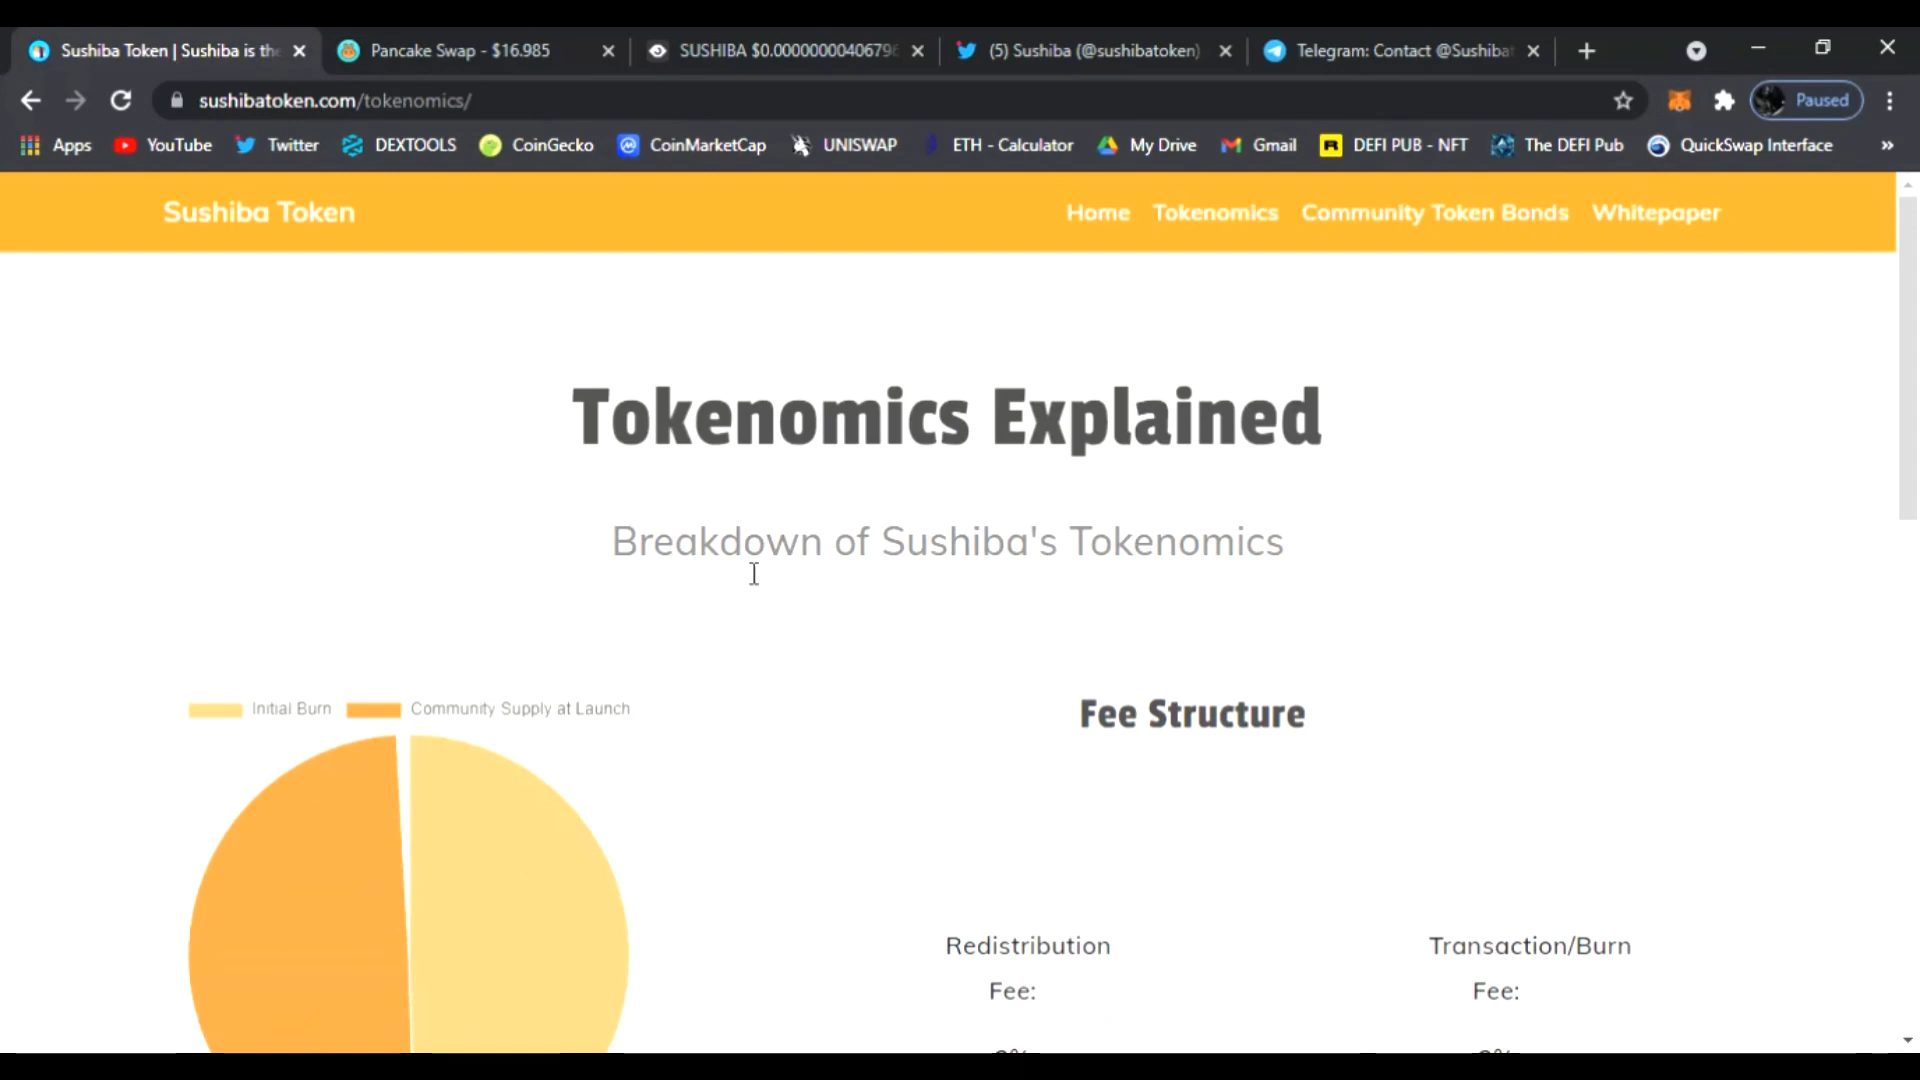 Sushiba Token | Sushiba is the
Pancake Swap - $16.985
SUSHIBA $0.0000000040679
(5) Sushiba (@sushibatoken)
Telegram: Contact @Sushibat
sushibatoken.com/tokenomics/
Paused
Apps
YouTube
Twitter
DEXTOOLS
CoinGecko
CoinMarketCap
UNISWAP
ETH - Calculator
My Drive
Gmail
DEFI PUB - NFT
The DEFI Pub
QuickSwap Interface
»
Sushiba Token
Home
Tokenomics
Community Token Bonds
Whitepaper
Tokenomics Explained
Breakdown of Sushiba's Tokenomics
Initial Burn
Community Supply at Launch
Fee Structure
Redistribution
Fee:
Transaction/Burn
Fee: